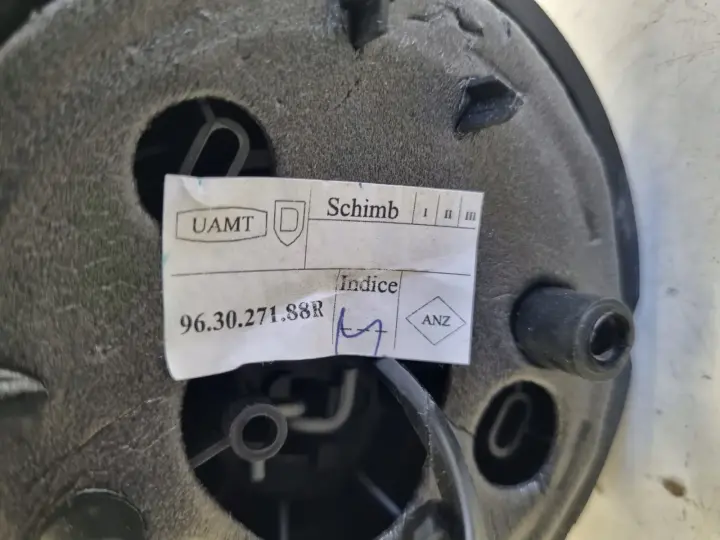 UAMT D Schimb I II III
Indice
96.30.271.88R
ANZ